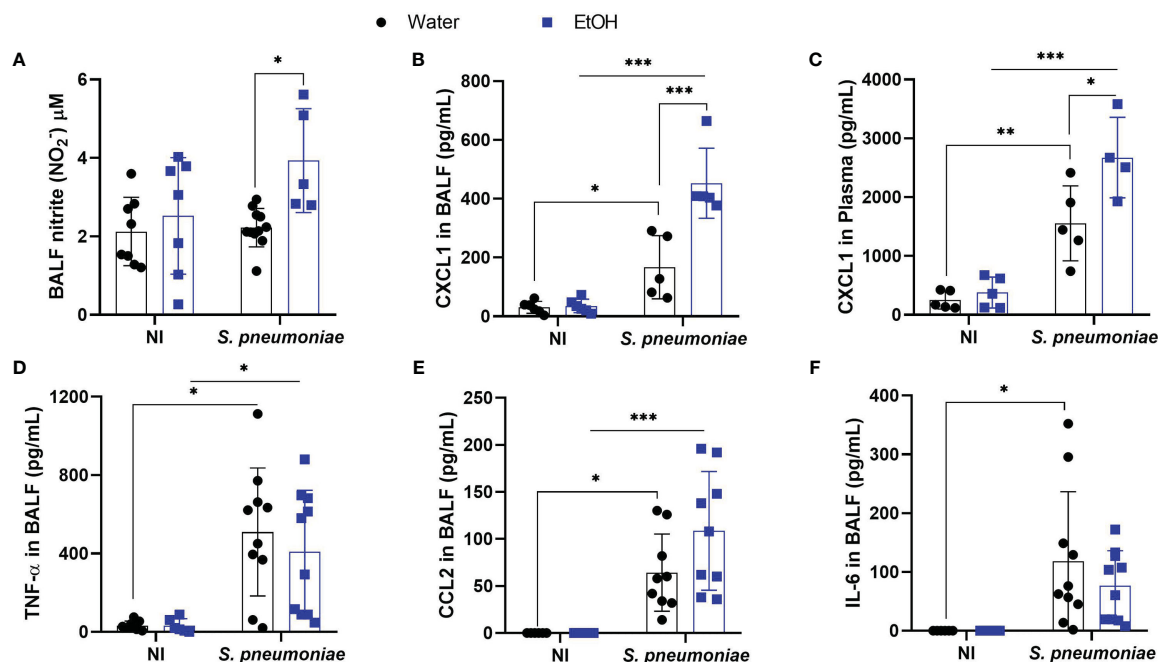 Water EtOH
A
BALF nitrite (NO₂⁻) μM
6
4
2
0
*
NI S. pneumoniae
B
CXCL1 in BALF (pg/mL)
800
600
400
200
0
***
***
*
NI S. pneumoniae
C
CXCL1 in Plasma (pg/mL)
4000
3000
2000
1000
0
***
*
**
NI S. pneumoniae
D
TNF-α in BALF (pg/mL)
1200
800
400
0
*
*
NI S. pneumoniae
E
CCL2 in BALF (pg/mL)
250
200
150
100
50
0
***
*
NI S. pneumoniae
F
IL-6 in BALF (pg/mL)
400
300
200
100
0
*
NI S. pneumoniae